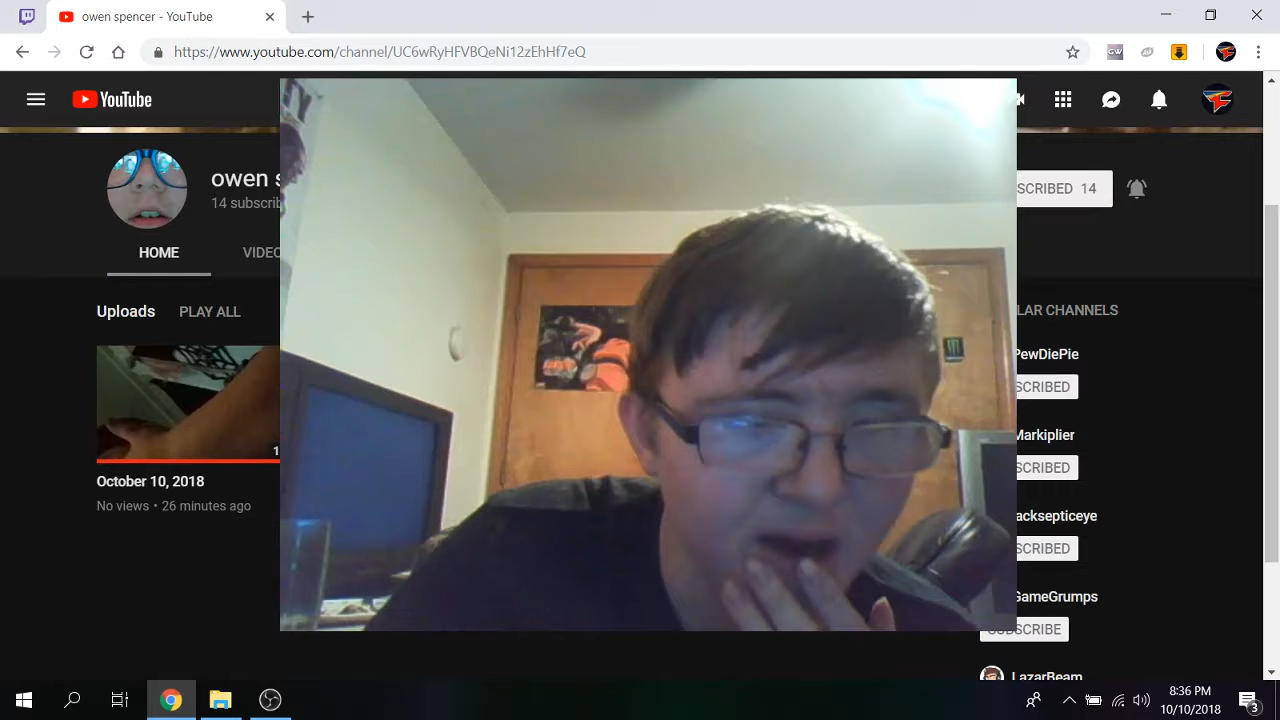 owen spencer - YouTube
https://www.youtube.com/channel/UC6wRyHFVBQeNi12zEhHf7eQ
GW
YouTube
owen s
14 subscrib
SCRIBED 14
HOME
VIDEO
Uploads
PLAY ALL
LAR CHANNELS
PewDiePie
SCRIBED
Markiplier
SCRIBED
October 10, 2018
No views • 26 minutes ago
acksepticeye
SCRIBED
GameGrumps
SUBSCRIBE
LazarBeam
8:36 PM
10/10/2018
3